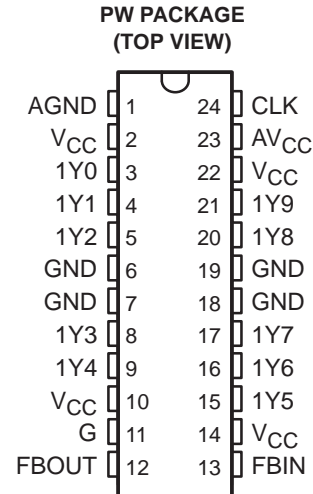 PW PACKAGE
(TOP VIEW)
AGND 1 24 CLK
VCC 2 23 AVCC
1Y0 3 22 VCC
1Y1 4 21 1Y9
1Y2 5 20 1Y8
GND 6 19 GND
GND 7 18 GND
1Y3 8 17 1Y7
1Y4 9 16 1Y6
VCC 10 15 1Y5
G 11 14 VCC
FBOUT 12 13 FBIN